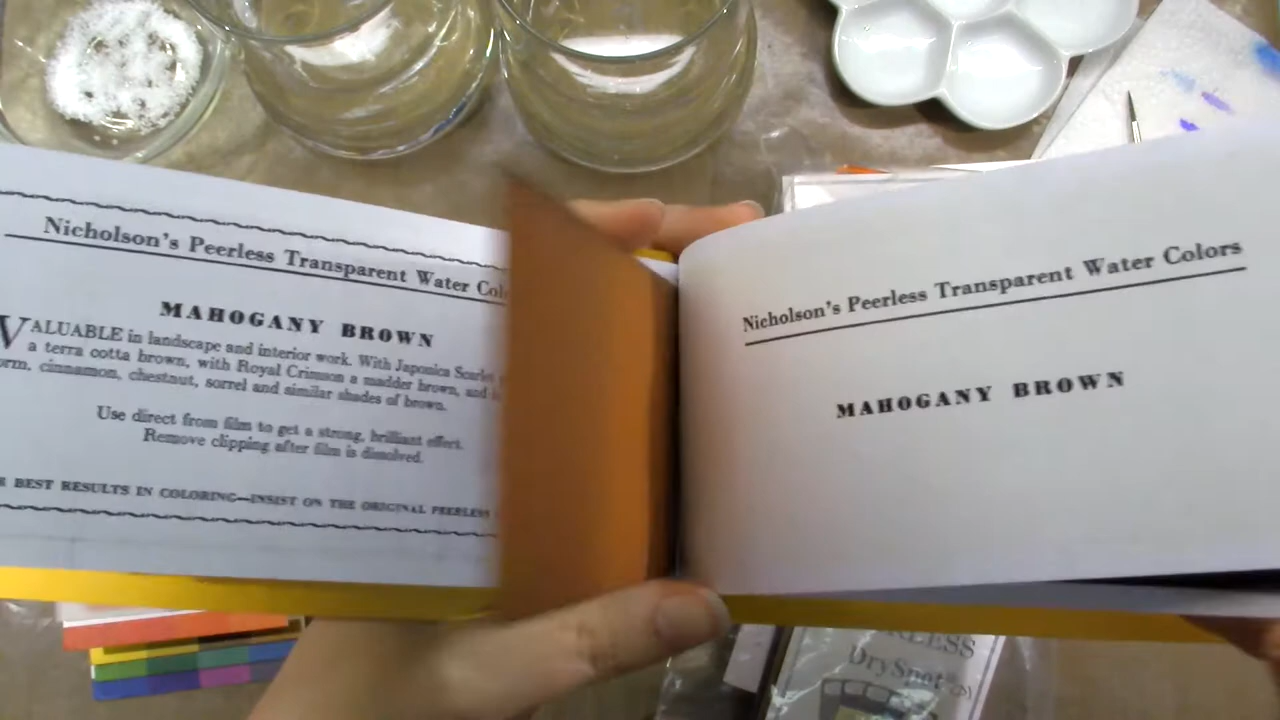 Nicholson's Peerless Transparent Water
MAHOGANY BROWN
VALUABLE in landscape and interior work. With Japonica Scarlet
a terra cotta brown, with Royal Crimson a madder brown, and
cinnamon, chestnut, sorrel and similar shades of brown.
Use direct from film to get a strong, brilliant effect.
Remove clipping after film is dissolved.
BEST RESULTS IN COLORING—INSIST ON THE ORIGINAL PEERLESS
Nicholson's Peerless Transparent Water Colors
MAHOGANY BROWN
DrySpot